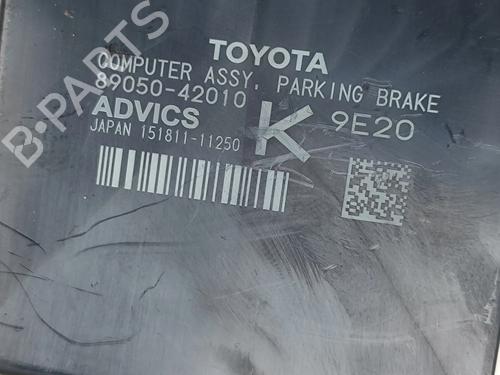 TOYOTA
COMPUTER ASSY, PARKING BRAKE
89050-42010
ADVICS K 9E20
JAPAN 151811-11250
B-PARTS